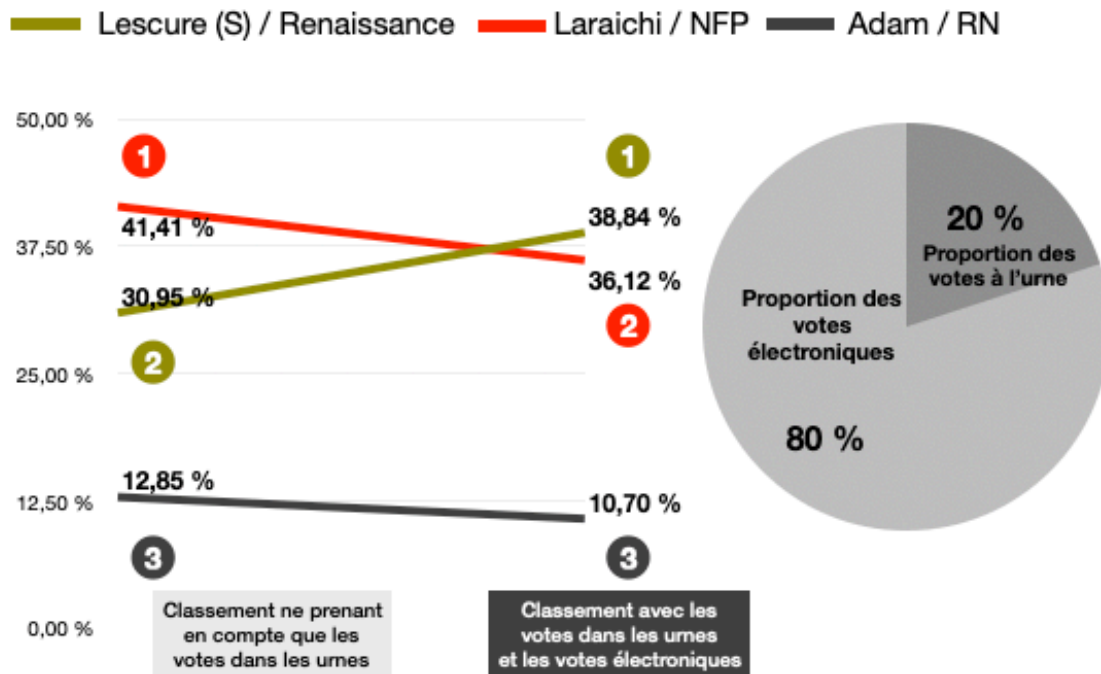 Lescure (S) / Renaissance Laraichi / NFP Adam / RN
50,00 %
37,50 %
25,00 %
12,50 %
0,00 %
1
41,41 %
30,95 %
2
12,85 %
3
1
38,84 %
36,12 %
2
10,70 %
3
Classement ne prenant
en compte que les
votes dans les urnes
Classement avec les
votes dans les urnes
et les votes électroniques
20 %
Proportion des
votes à l'urne
Proportion des
votes
électroniques
80 %